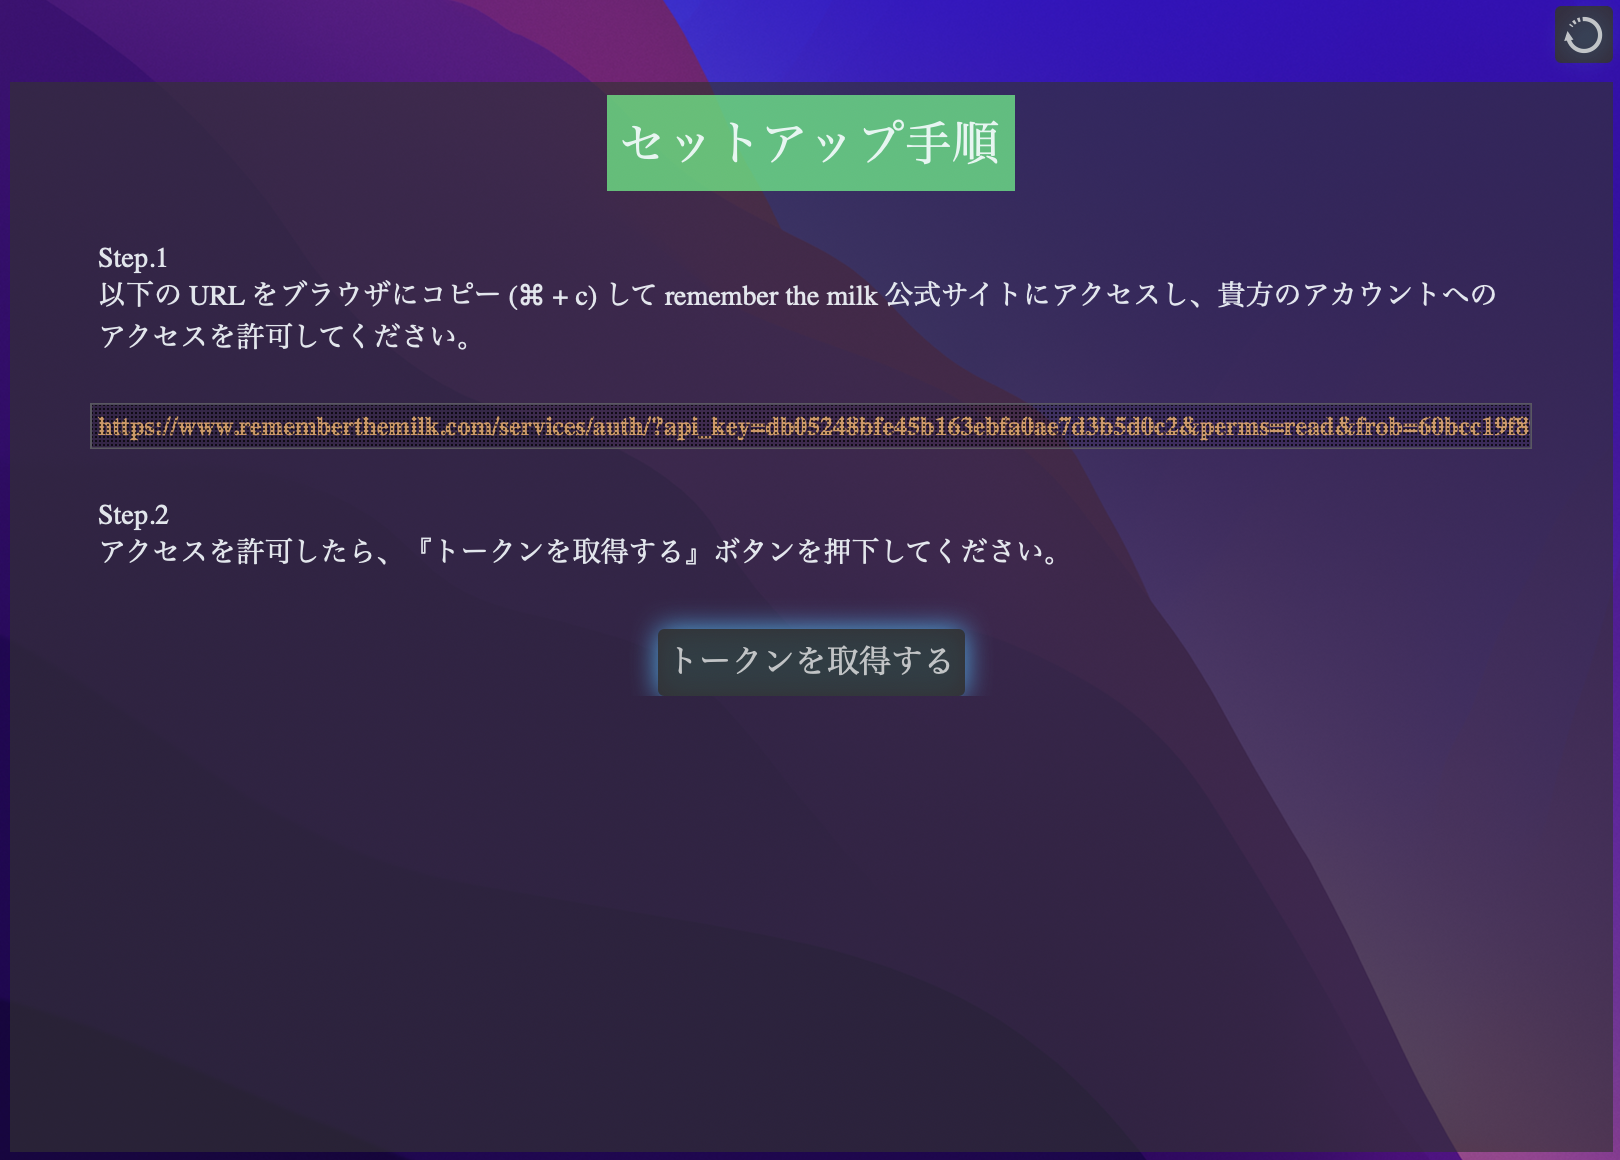 セットアップ手順
Step.1
以下の URL をブラウザにコピー (⌘ + c) して remember the milk 公式サイトにアクセスし、貴方のアカウントへの
アクセスを許可してください。
https://www.rememberthemilk.com/services/auth/?api_key=db05248bfe45b163ebfa0ae7d3b5d0c2&perms=read&frob=60bcc19f8
Step.2
アクセスを許可したら、『トークンを取得する』ボタンを押下してください。
トークンを取得する